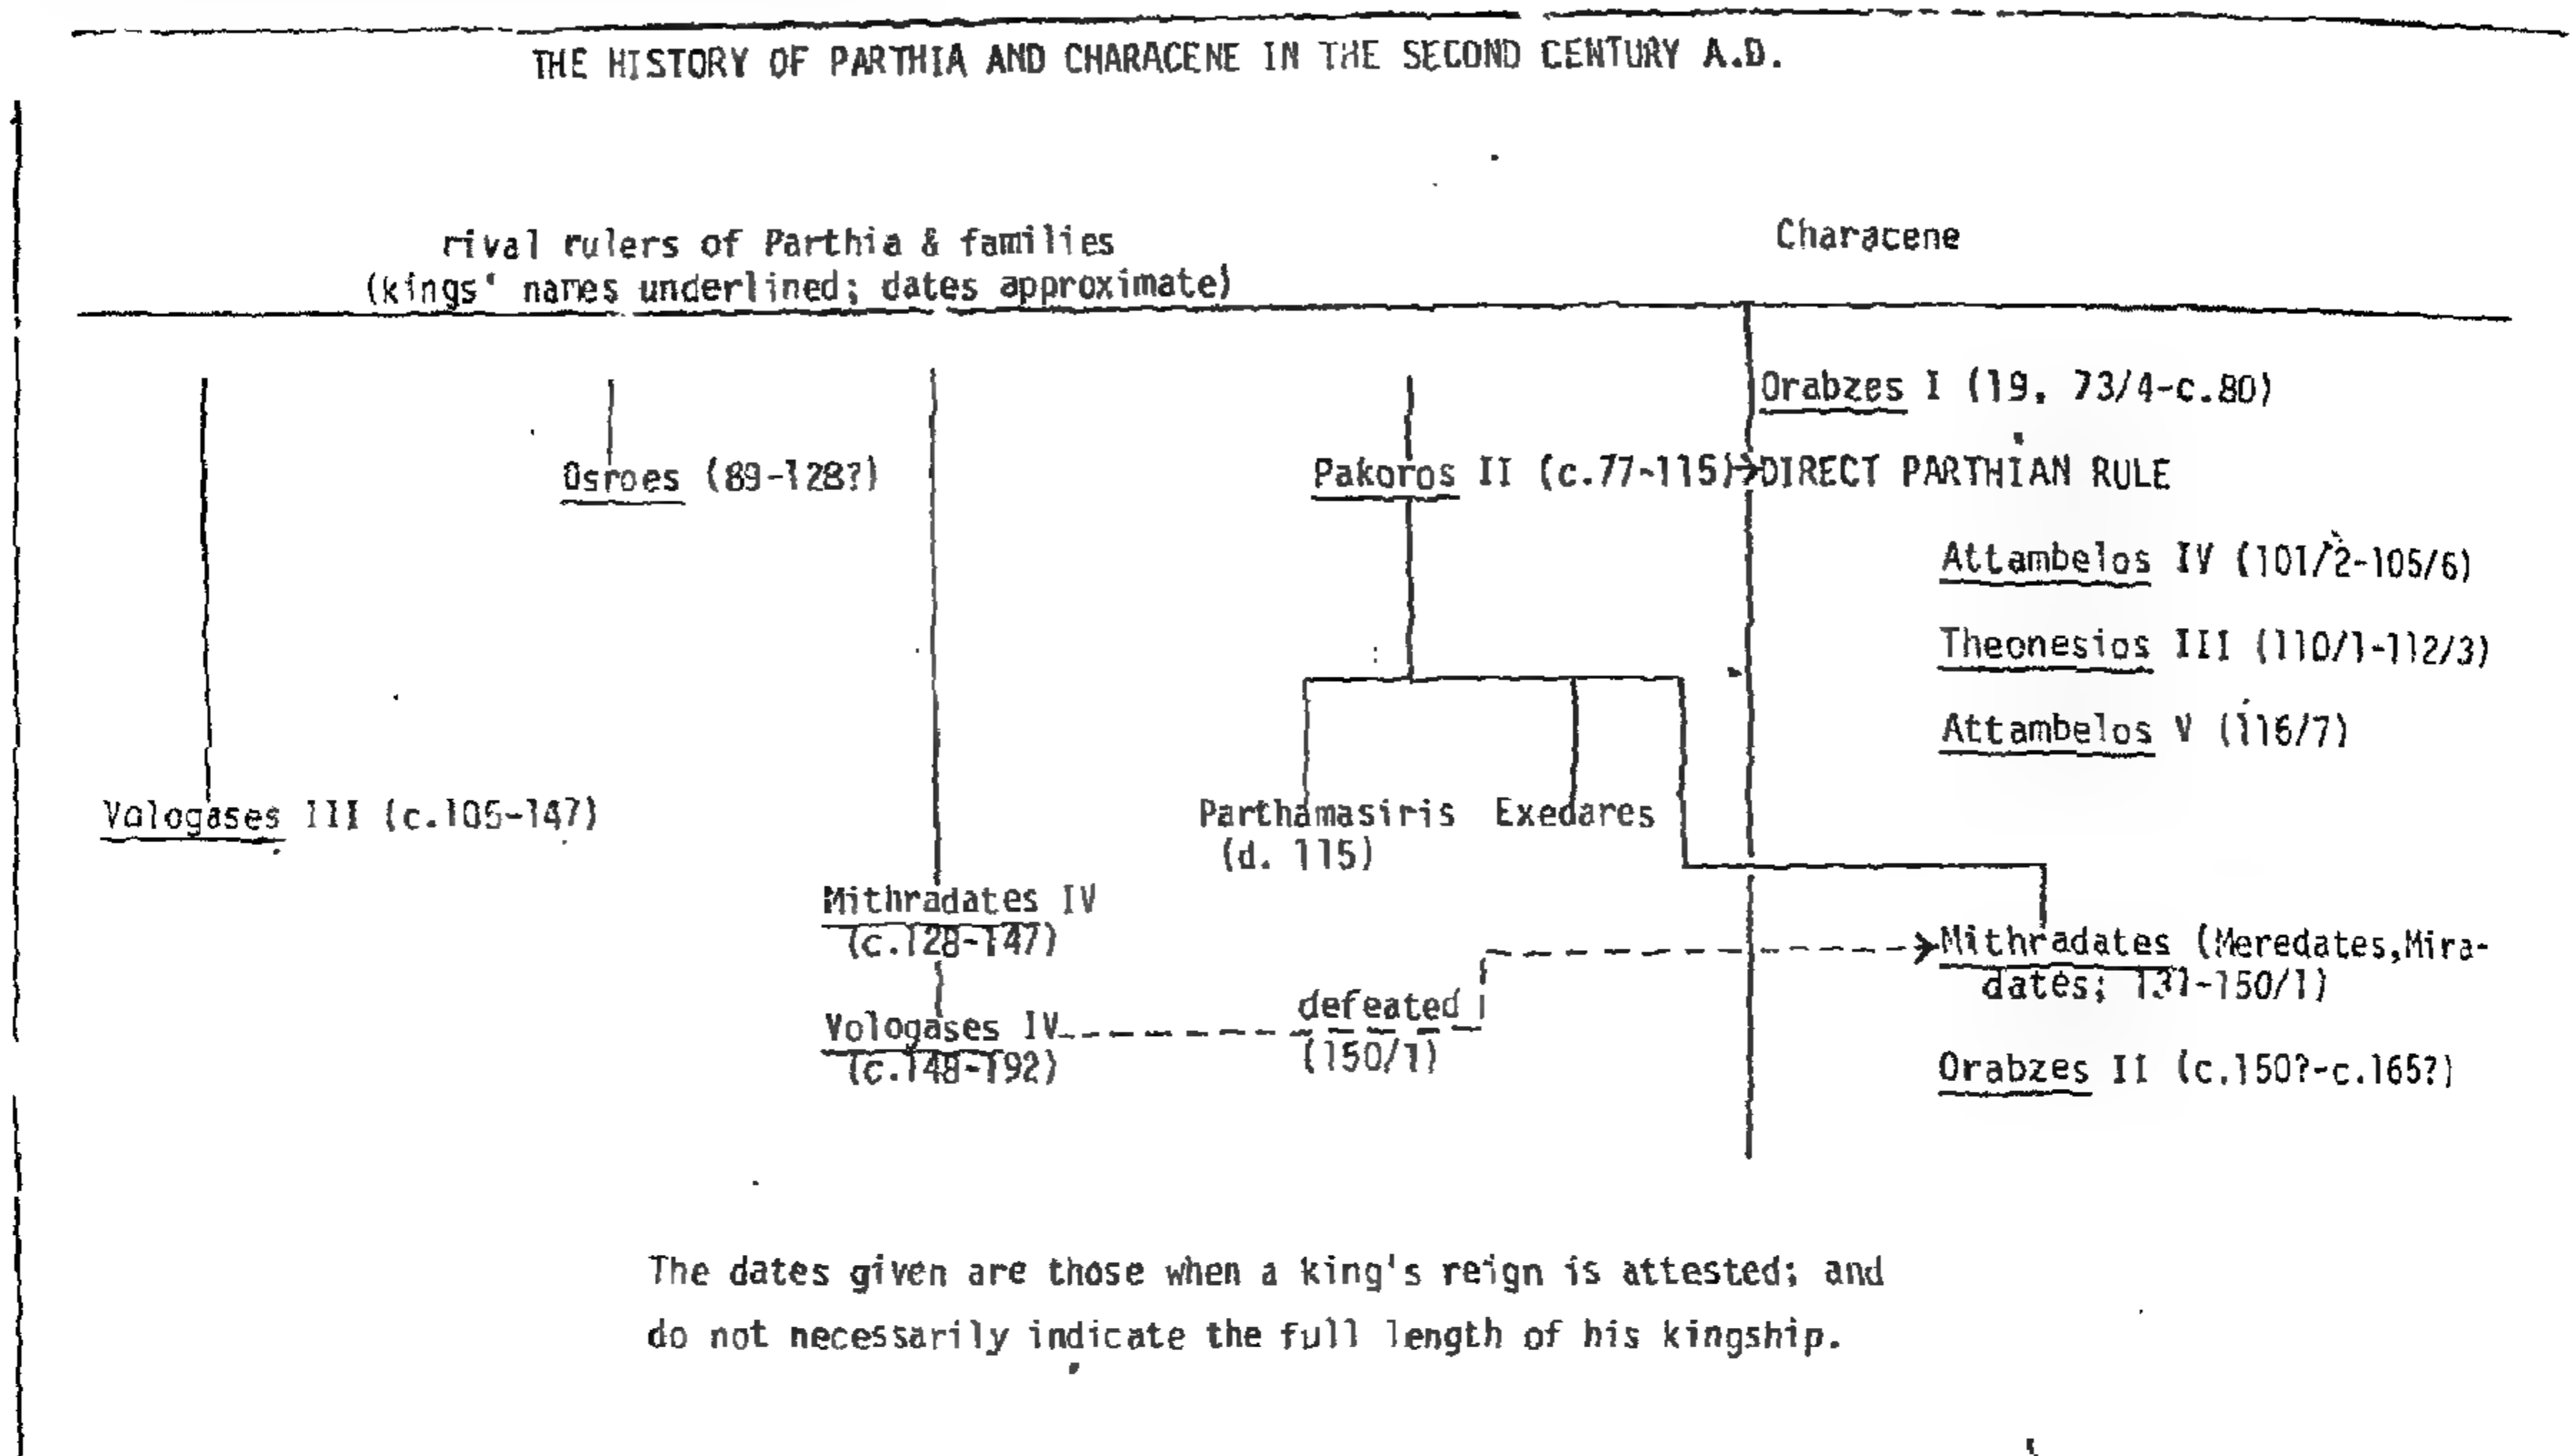 THE HISTORY OF PARTHIA AND CHARACENE IN THE SECOND CENTURY A.D.
rival rulers of Parthia & families
(kings' names underlined; dates approximate)
Characene
Orabzes I (19, 73/4-c.80)
Osroes (89-128?)
Pakoros II (c.77-115)→DIRECT PARTHIAN RULE
Attambelos IV (101/2-105/6)
Theonesios III (110/1-112/3)
Attambelos V (116/7)
Vologases III (c.105-147)
Parthamasiris Exedares
(d. 115)
Mithradates IV
(c.128-147)
Mithradates (Meredates,Mira-
dates; 131-150/1)
defeated
(150/1)
Vologases IV
(c.148-192)
Orabzes II (c.150?-c.165?)
The dates given are those when a king's reign is attested; and
do not necessarily indicate the full length of his kingship.